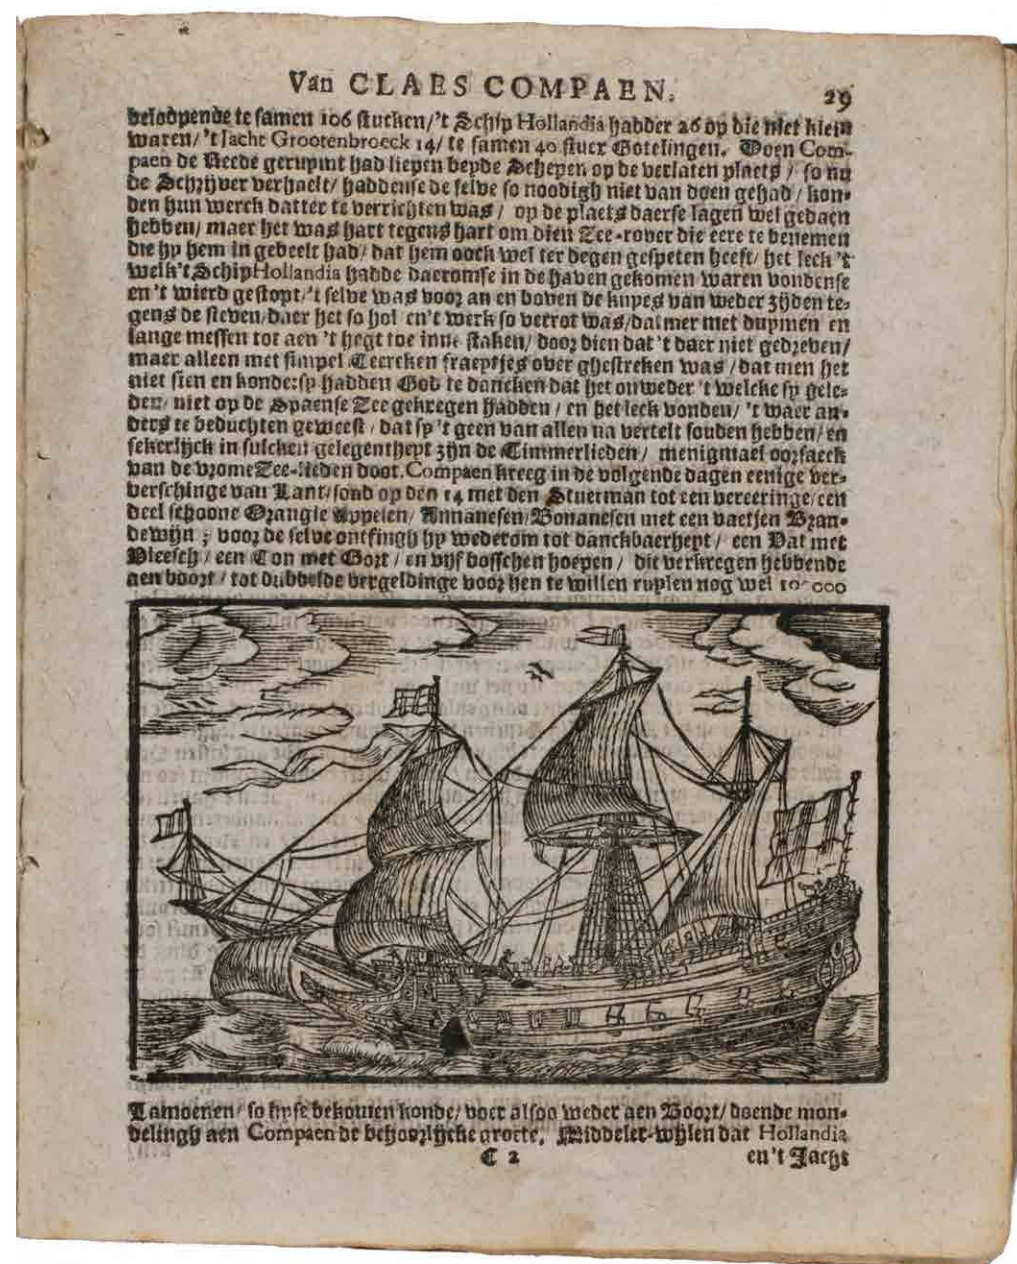 Van CLAES COMPAEN.
29
beloopende te samen 106 stucken/'t Schip Hollandia hadder 26 op die niet klein
waren/ 't Jacht Grootenbroeck 14/ te samen 40 stucr Gotelingen. Doen Com-
paen de Reede geruymt had liepen beyde Schepen op de verlaten plaets / so nu
de Schrijver verhaelt/ haddense de selve so noodigh niet van doen gehad / kon-
den hun werck datter te verrichten was/ op de plaets daerse lagen wel gedaen
hebben/ maer het was hart tegens hart om dien Zee-rover die eere te benemen
die hy hem in gebeelt had/ dat hem oock wel ter degen gespeten heeft/ het leck 't
welk 't Schip Hollandia hadde daeromse in de haven gekomen waren vondense
en 't wierd gestopt/'t selve was voor an en boven de kupes van weder zijden te-
gens de steven/daer het so hol en't werk so verrot was/datmer met duymen en
lange messen tot aen 't hegt toe inne staken/ door dien dat 't daer niet gedreven/
maer alleen met simpel Teercken fraeptjes over ghestreken was / dat men het
niet sien en konde:sy hadden God te dancken dat het onweder 't welcke sy gele-
den/ niet op de Spaense Zee gekregen hadden / en het leck vonden/ 't waer an-
ders te beduchten geweest / dat sy 't geen van allen na vertelt souden hebben/ en
sekerlijck in sulcken gelegentheyt zijn de Timmerlieden/ menigmael oorsaeck
van de vrome Zee-lieden doot. Compaen kreeg in de volgende dagen eenige ver-
verschinge van Lant/sond op den 14 met den Stuerman tot een vereeringe/een
deel schoone Orangie Appelen/ Annanesen/Bonanesen met een vaetjen Bran-
dewijn ; voor de selve ontfingh hy wederom tot danckbaerheyt / een Vat met
Vleesch / een Ton met Gort / en vijf bosschen hoepen / die verkregen hebbende
aen boort / tot dubbelde vergeldinge voor hen te willen ruylen nog wel 10 000
Lamoenen/ so hyse bekomen konde/ voer alsoo weder aen Boort/ doende mon-
delingh aen Compaen de behoorlijcke groete. Middeler-wylen dat Hollandia
C 2
en't Jacht